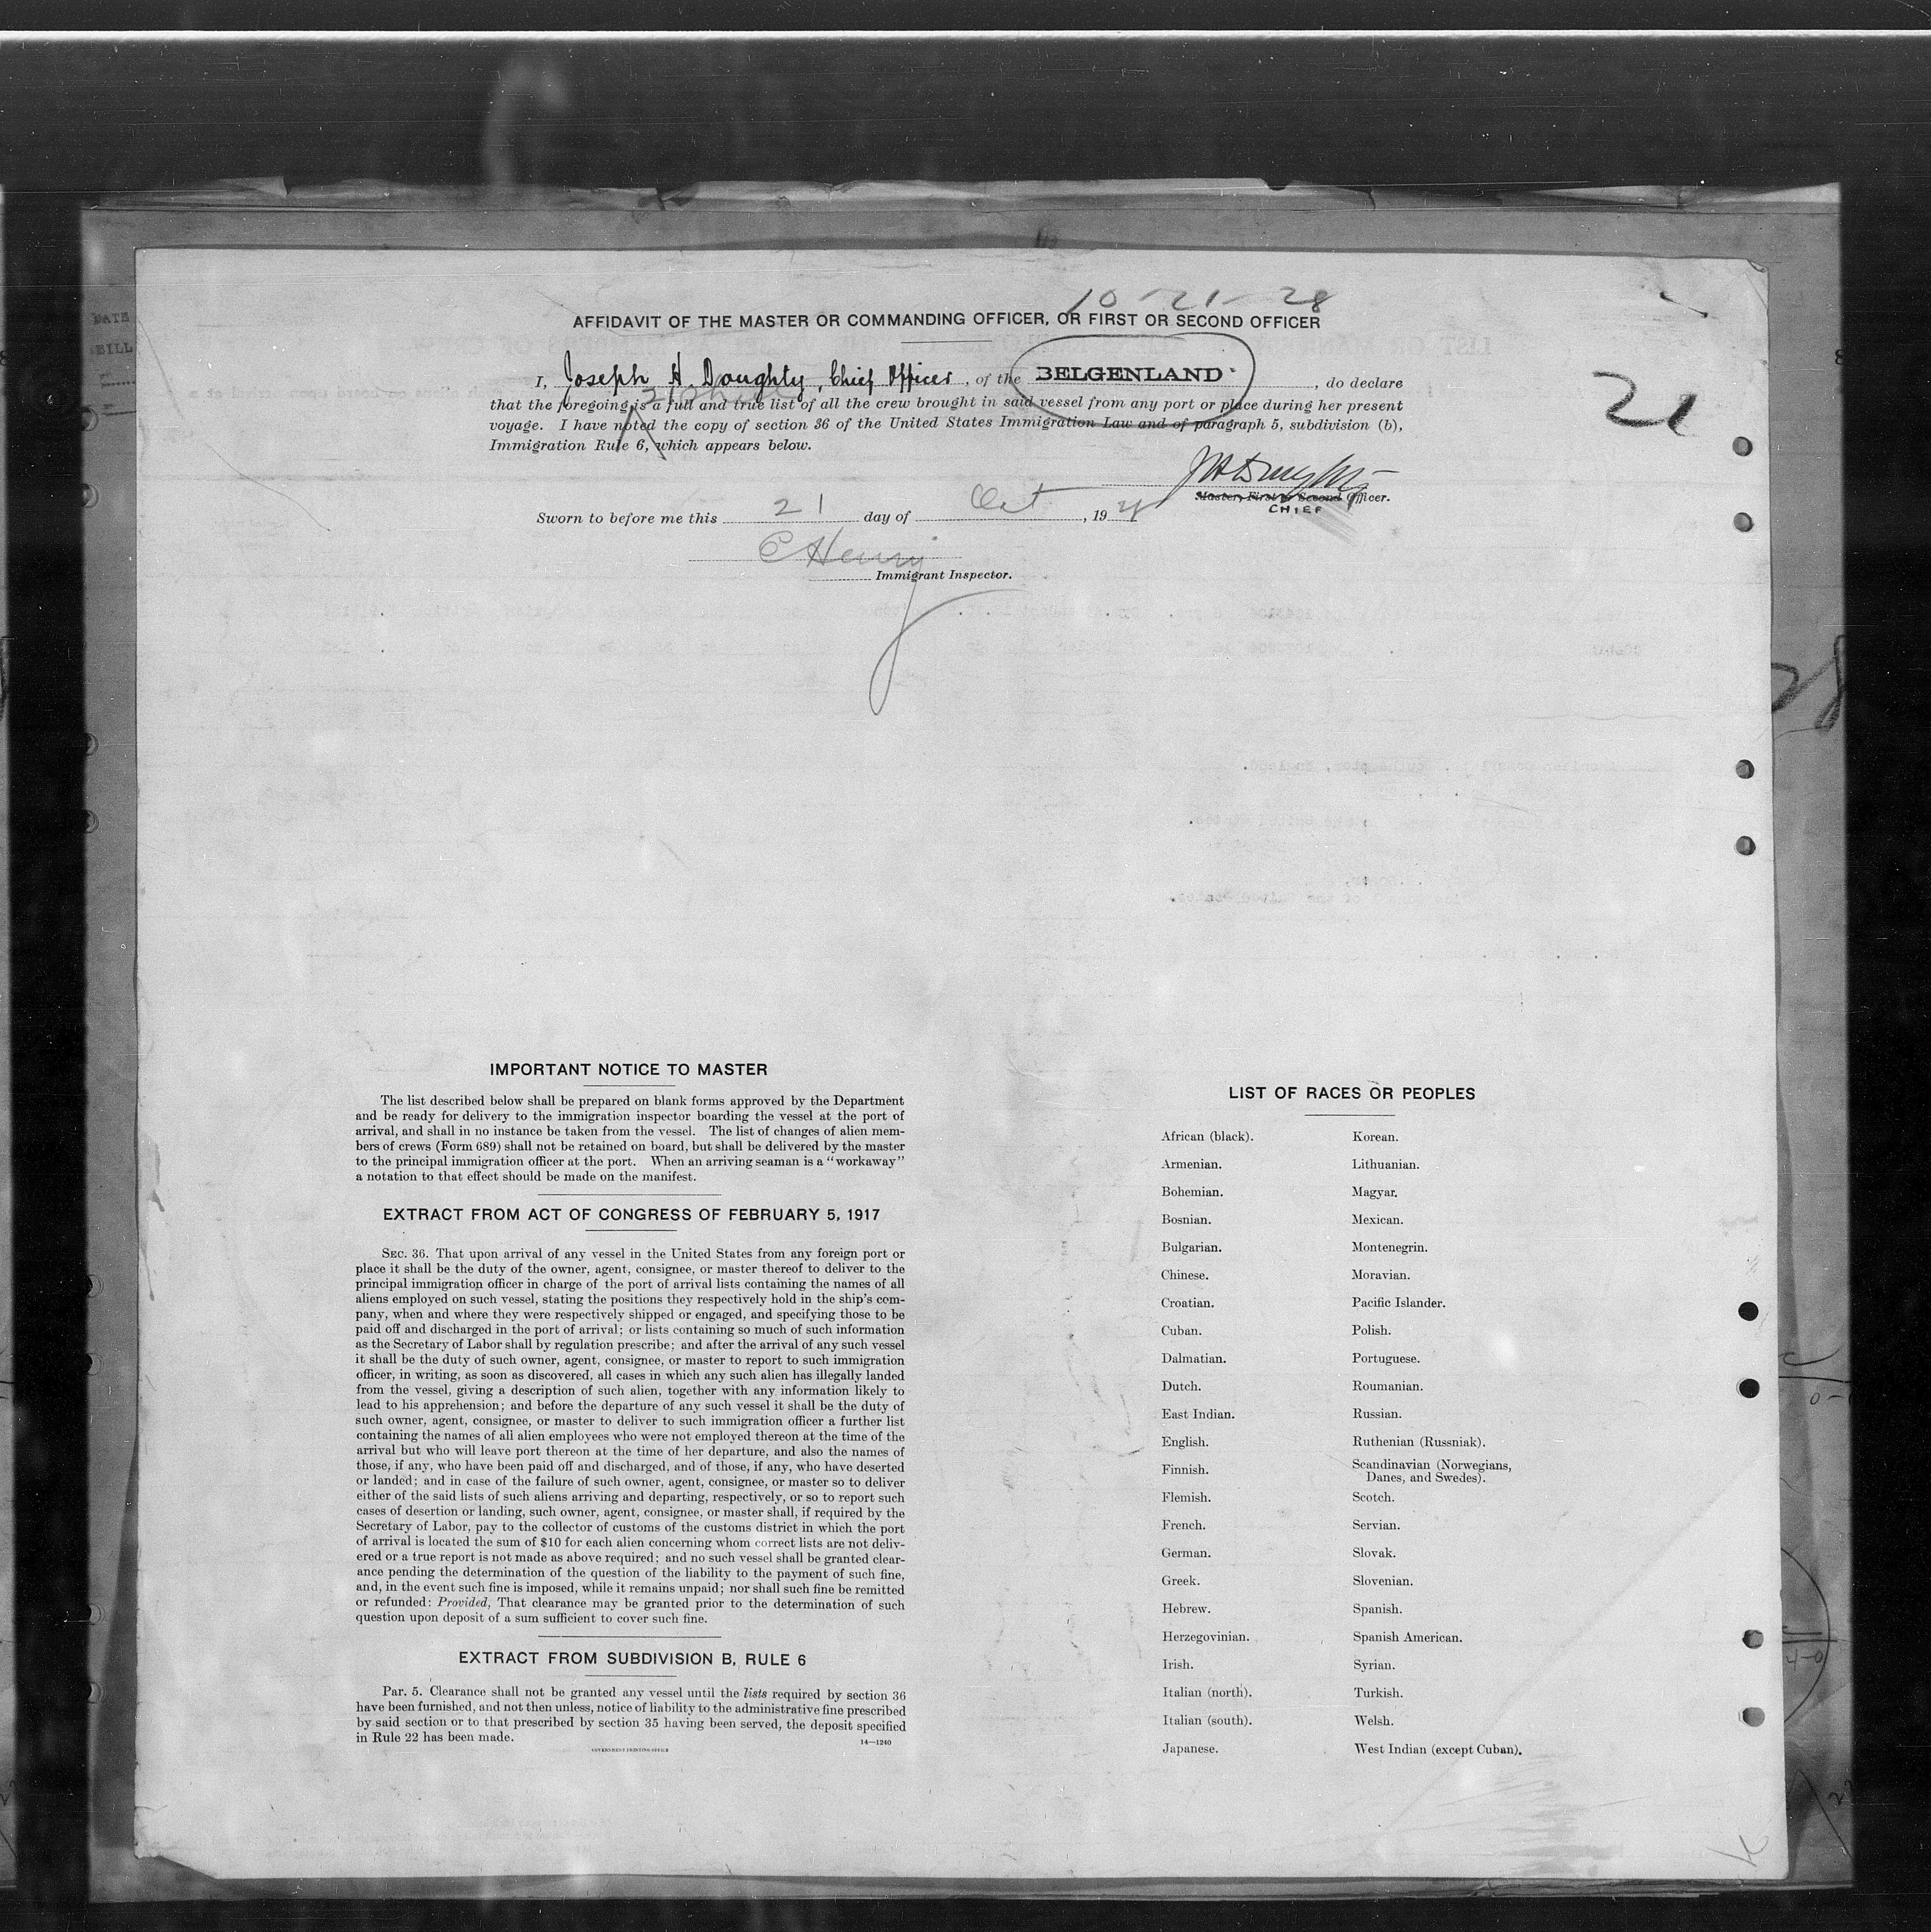 10-21-28
AFFIDAVIT OF THE MASTER OR COMMANDING OFFICER, OR FIRST OR SECOND OFFICER
I, Joseph H Doughty, Chief Officer, of the BELGENLAND, do declare
that the foregoing is a full and true list of all the crew brought in said vessel from any port or place during her present
voyage. I have noted the copy of section 36 of the United States Immigration Law and of paragraph 5, subdivision (b),
Immigration Rule 6, which appears below.
Master, First or Second Officer.
CHIEF
Sworn to before me this 21 day of Oct, 19
C Henry
Immigrant Inspector.
IMPORTANT NOTICE TO MASTER
The list described below shall be prepared on blank forms approved by the Department
and be ready for delivery to the immigration inspector boarding the vessel at the port of
arrival, and shall in no instance be taken from the vessel. The list of changes of alien mem-
bers of crews (Form 689) shall not be retained on board, but shall be delivered by the master
to the principal immigration officer at the port. When an arriving seaman is a "workaway"
a notation to that effect should be made on the manifest.
EXTRACT FROM ACT OF CONGRESS OF FEBRUARY 5, 1917
SEC. 36. That upon arrival of any vessel in the United States from any foreign port or
place it shall be the duty of the owner, agent, consignee, or master thereof to deliver to the
principal immigration officer in charge of the port of arrival lists containing the names of all
aliens employed on such vessel, stating the positions they respectively hold in the ship's com-
pany, when and where they were respectively shipped or engaged, and specifying those to be
paid off and discharged in the port of arrival; or lists containing so much of such information
as the Secretary of Labor shall by regulation prescribe; and after the arrival of any such vessel
it shall be the duty of such owner, agent, consignee, or master to report to such immigration
officer, in writing, as soon as discovered, all cases in which any such alien has illegally landed
from the vessel, giving a description of such alien, together with any information likely to
lead to his apprehension; and before the departure of any such vessel it shall be the duty of
such owner, agent, consignee, or master to deliver to such immigration officer a further list
containing the names of all alien employees who were not employed thereon at the time of the
arrival but who will leave port thereon at the time of her departure, and also the names of
those, if any, who have been paid off and discharged, and of those, if any, who have deserted
or landed; and in case of the failure of such owner, agent, consignee, or master so to deliver
either of the said lists of such aliens arriving and departing, respectively, or so to report such
cases of desertion or landing, such owner, agent, consignee, or master shall, if required by the
Secretary of Labor, pay to the collector of customs of the customs district in which the port
of arrival is located the sum of $10 for each alien concerning whom correct lists are not deliv-
ered or a true report is not made as above required; and no such vessel shall be granted clear-
ance pending the determination of the question of the liability to the payment of such fine,
and, in the event such fine is imposed, while it remains unpaid; nor shall such fine be remitted
or refunded: Provided, That clearance may be granted prior to the determination of such
question upon deposit of a sum sufficient to cover such fine.
EXTRACT FROM SUBDIVISION B, RULE 6
Par. 5. Clearance shall not be granted any vessel until the lists required by section 36
have been furnished, and not then unless, notice of liability to the administrative fine prescribed
by said section or to that prescribed by section 35 having been served, the deposit specified
in Rule 22 has been made.
14—1240
GOVERNMENT PRINTING OFFICE
LIST OF RACES OR PEOPLES
African (black).
Armenian.
Bohemian.
Bosnian.
Bulgarian.
Chinese.
Croatian.
Cuban.
Dalmatian.
Dutch.
East Indian.
English.
Finnish.
Flemish.
French.
German.
Greek.
Hebrew.
Herzegovinian.
Irish.
Italian (north).
Italian (south).
Japanese.
Korean.
Lithuanian.
Magyar.
Mexican.
Montenegrin.
Moravian.
Pacific Islander.
Polish.
Portuguese.
Roumanian.
Russian.
Ruthenian (Russniak).
Scandinavian (Norwegians,
Danes, and Swedes).
Scotch.
Servian.
Slovak.
Slovenian.
Spanish.
Spanish American.
Syrian.
Turkish.
Welsh.
West Indian (except Cuban).